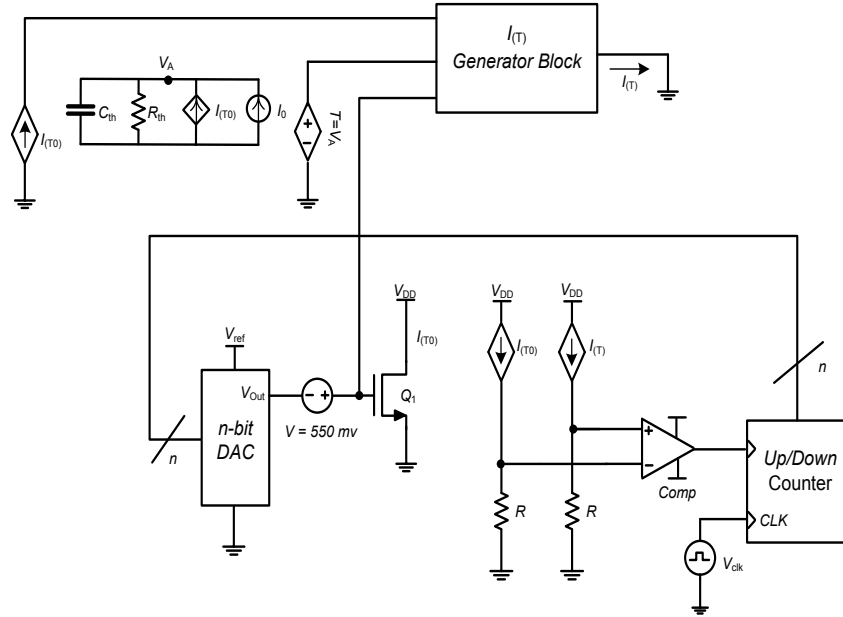 I(T)
Generator Block
I(T)
VA
Cth
Rth
I(T0)
I0
I(T0)
T=VA
VDD
I(T0)
VDD
VDD
I(T0)
I(T)
n
Vref
VOut
n-bit
DAC
V = 550 mv
Q1
n
Comp
R
R
Up/Down
Counter
CLK
Vclk